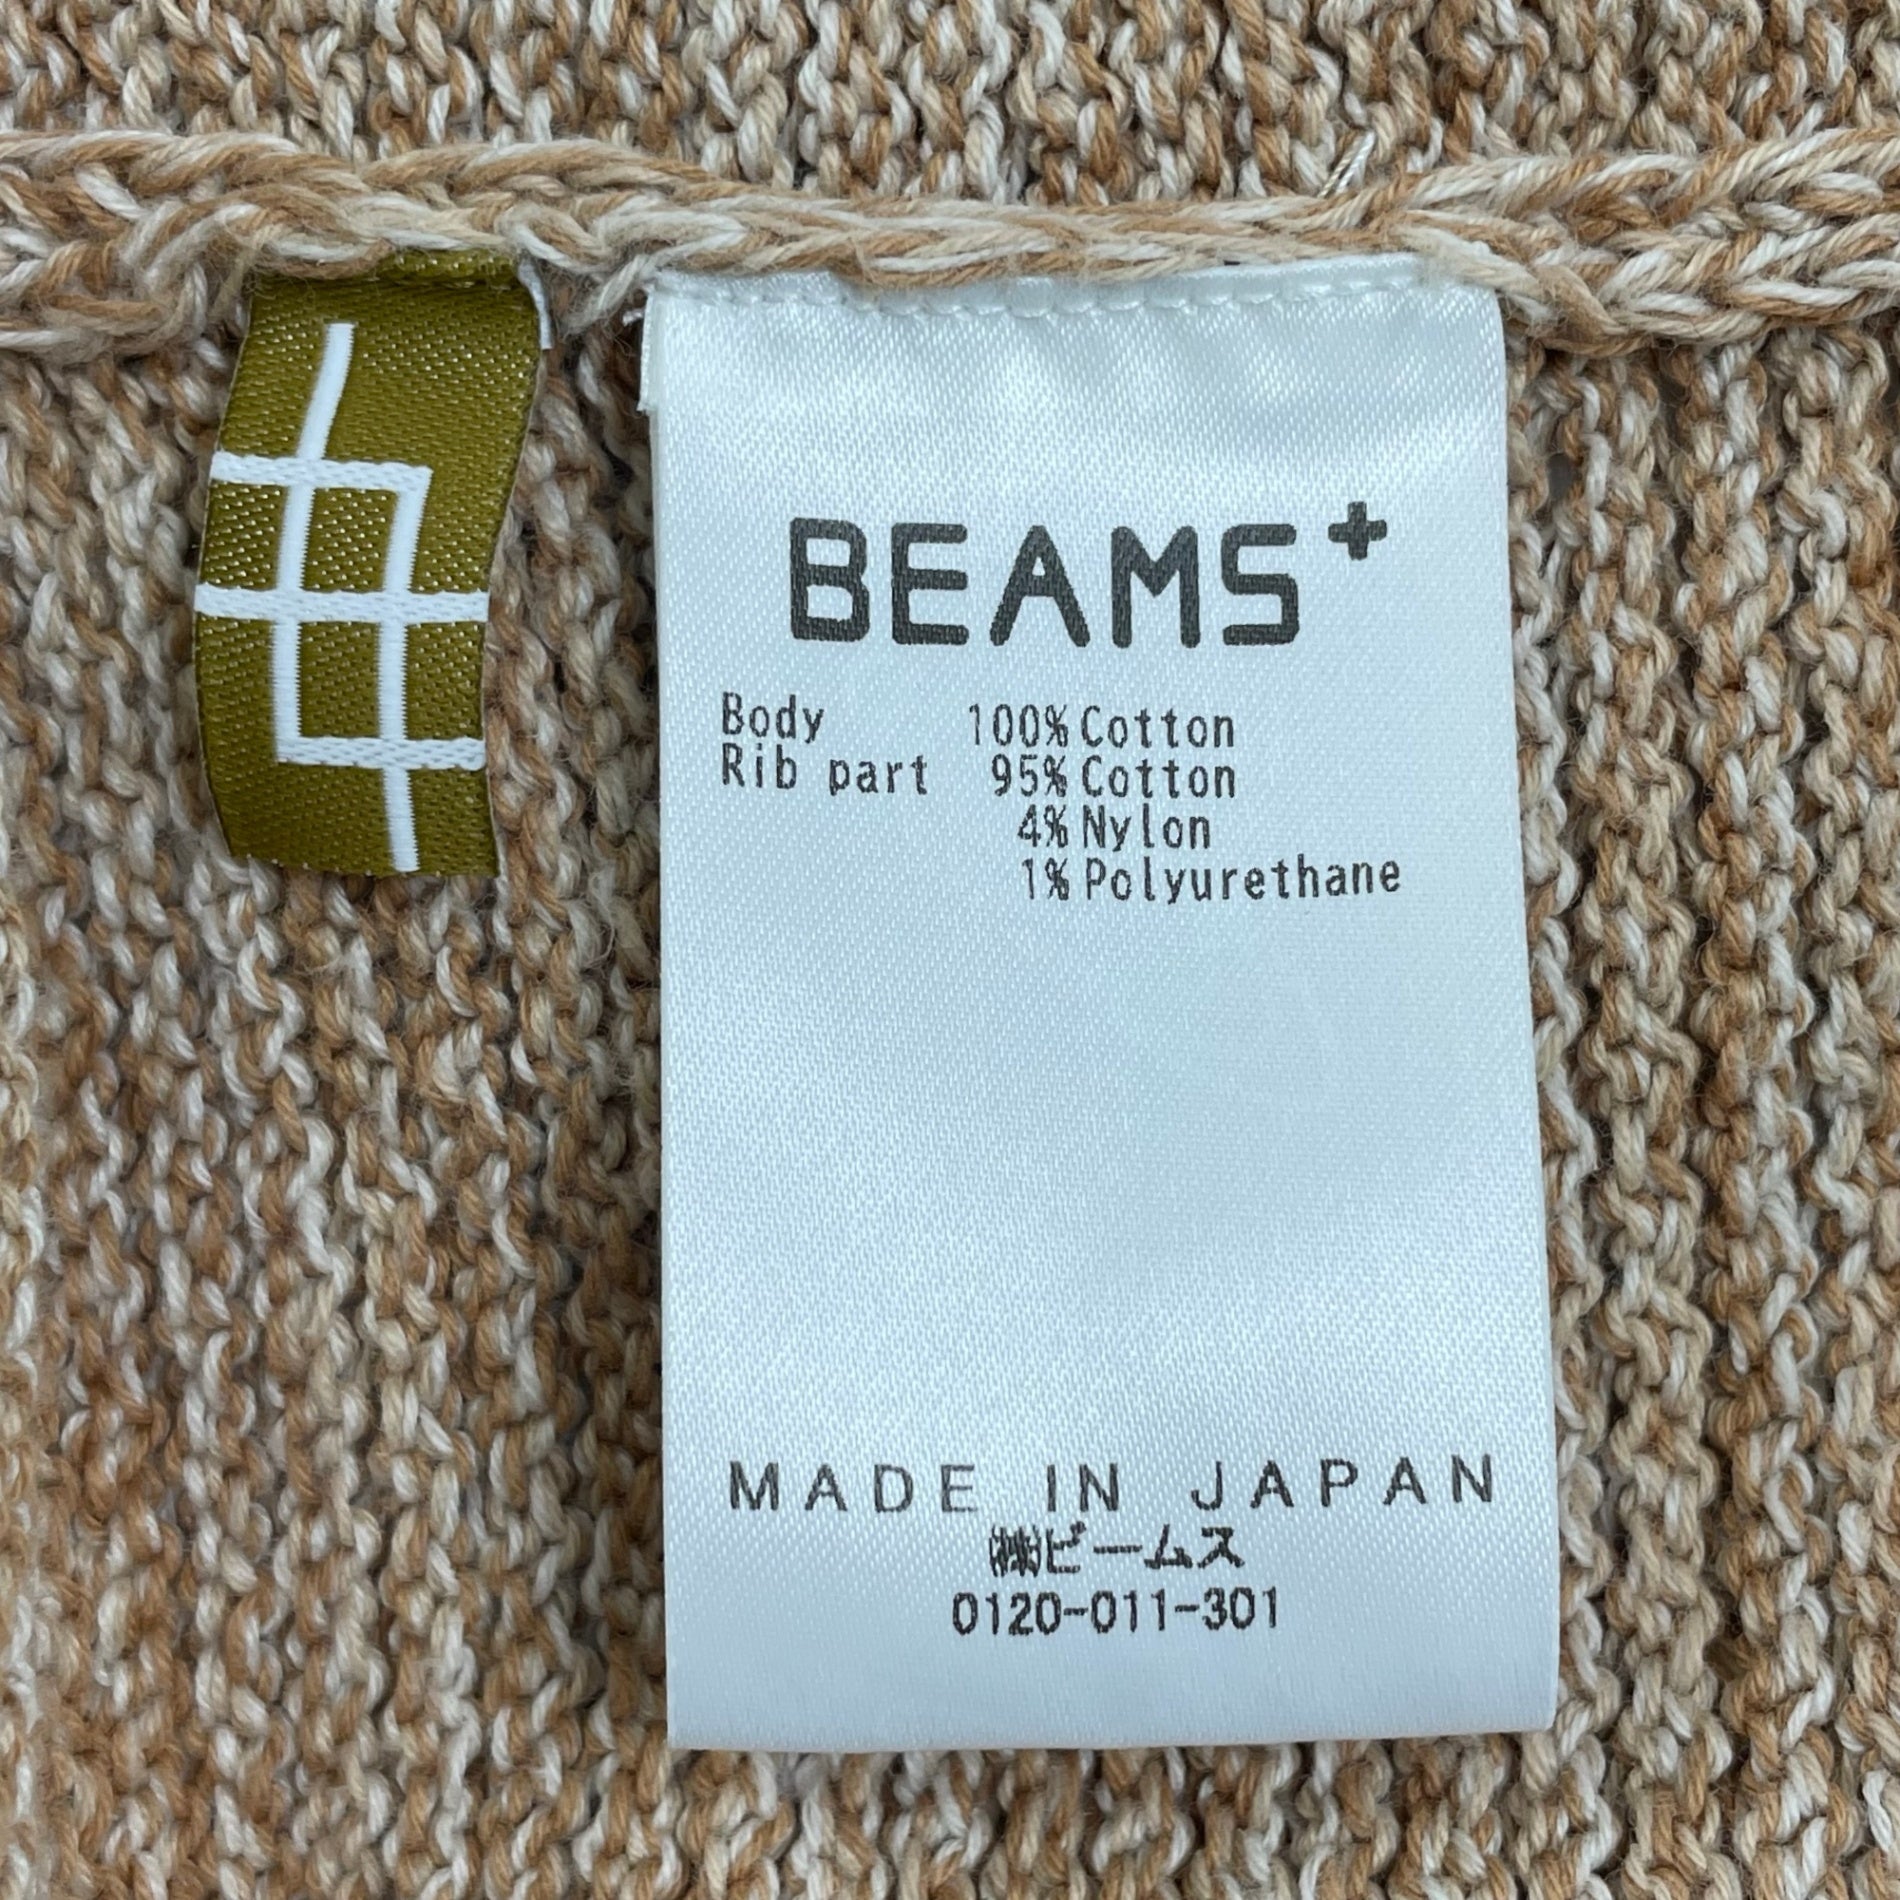 BEAMS+
Body 100% Cotton
Rib part 95% Cotton
4% Nylon
1% Polyurethane
MADE IN JAPAN
㈱ビームス
0120-011-301